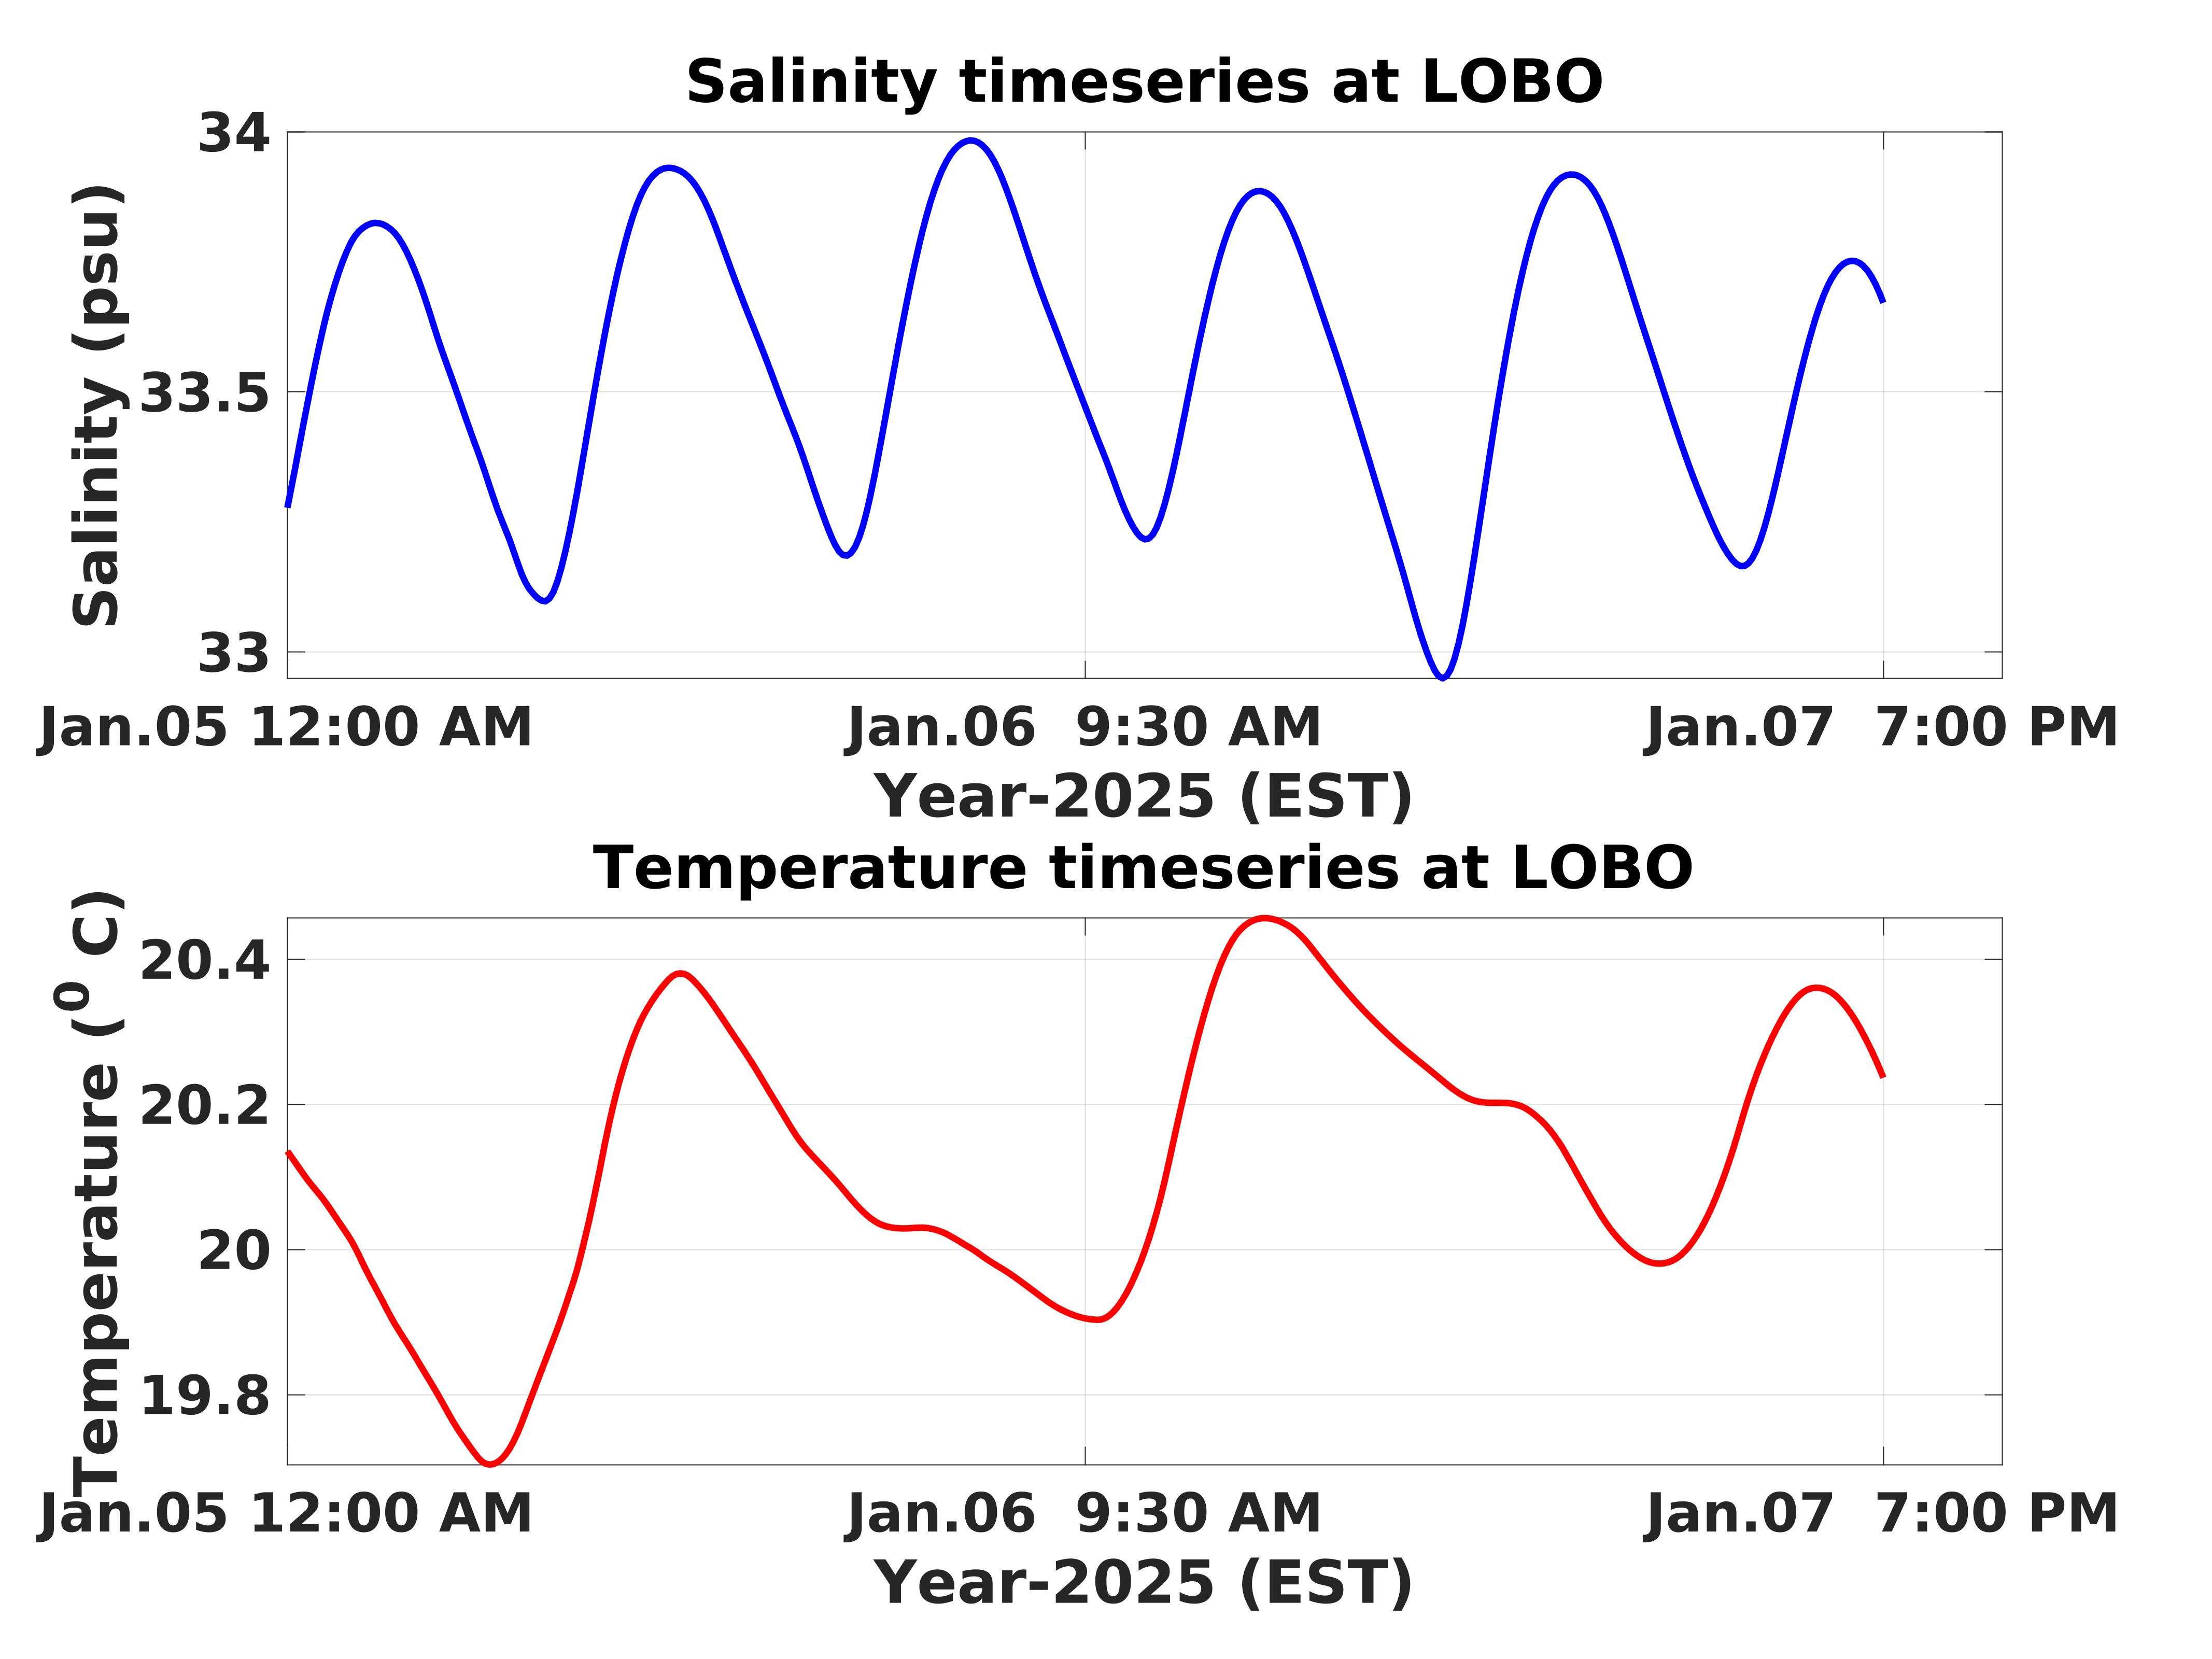 Salinity timeseries at LOBO
Salinity (psu)
34
33.5
33
Jan.05 12:00 AM
Jan.06  9:30 AM
Jan.07  7:00 PM
Year-2025 (EST)
Temperature timeseries at LOBO
Temperature (⁰ C)
20.4
20.2
20
19.8
Jan.05 12:00 AM
Jan.06  9:30 AM
Jan.07  7:00 PM
Year-2025 (EST)